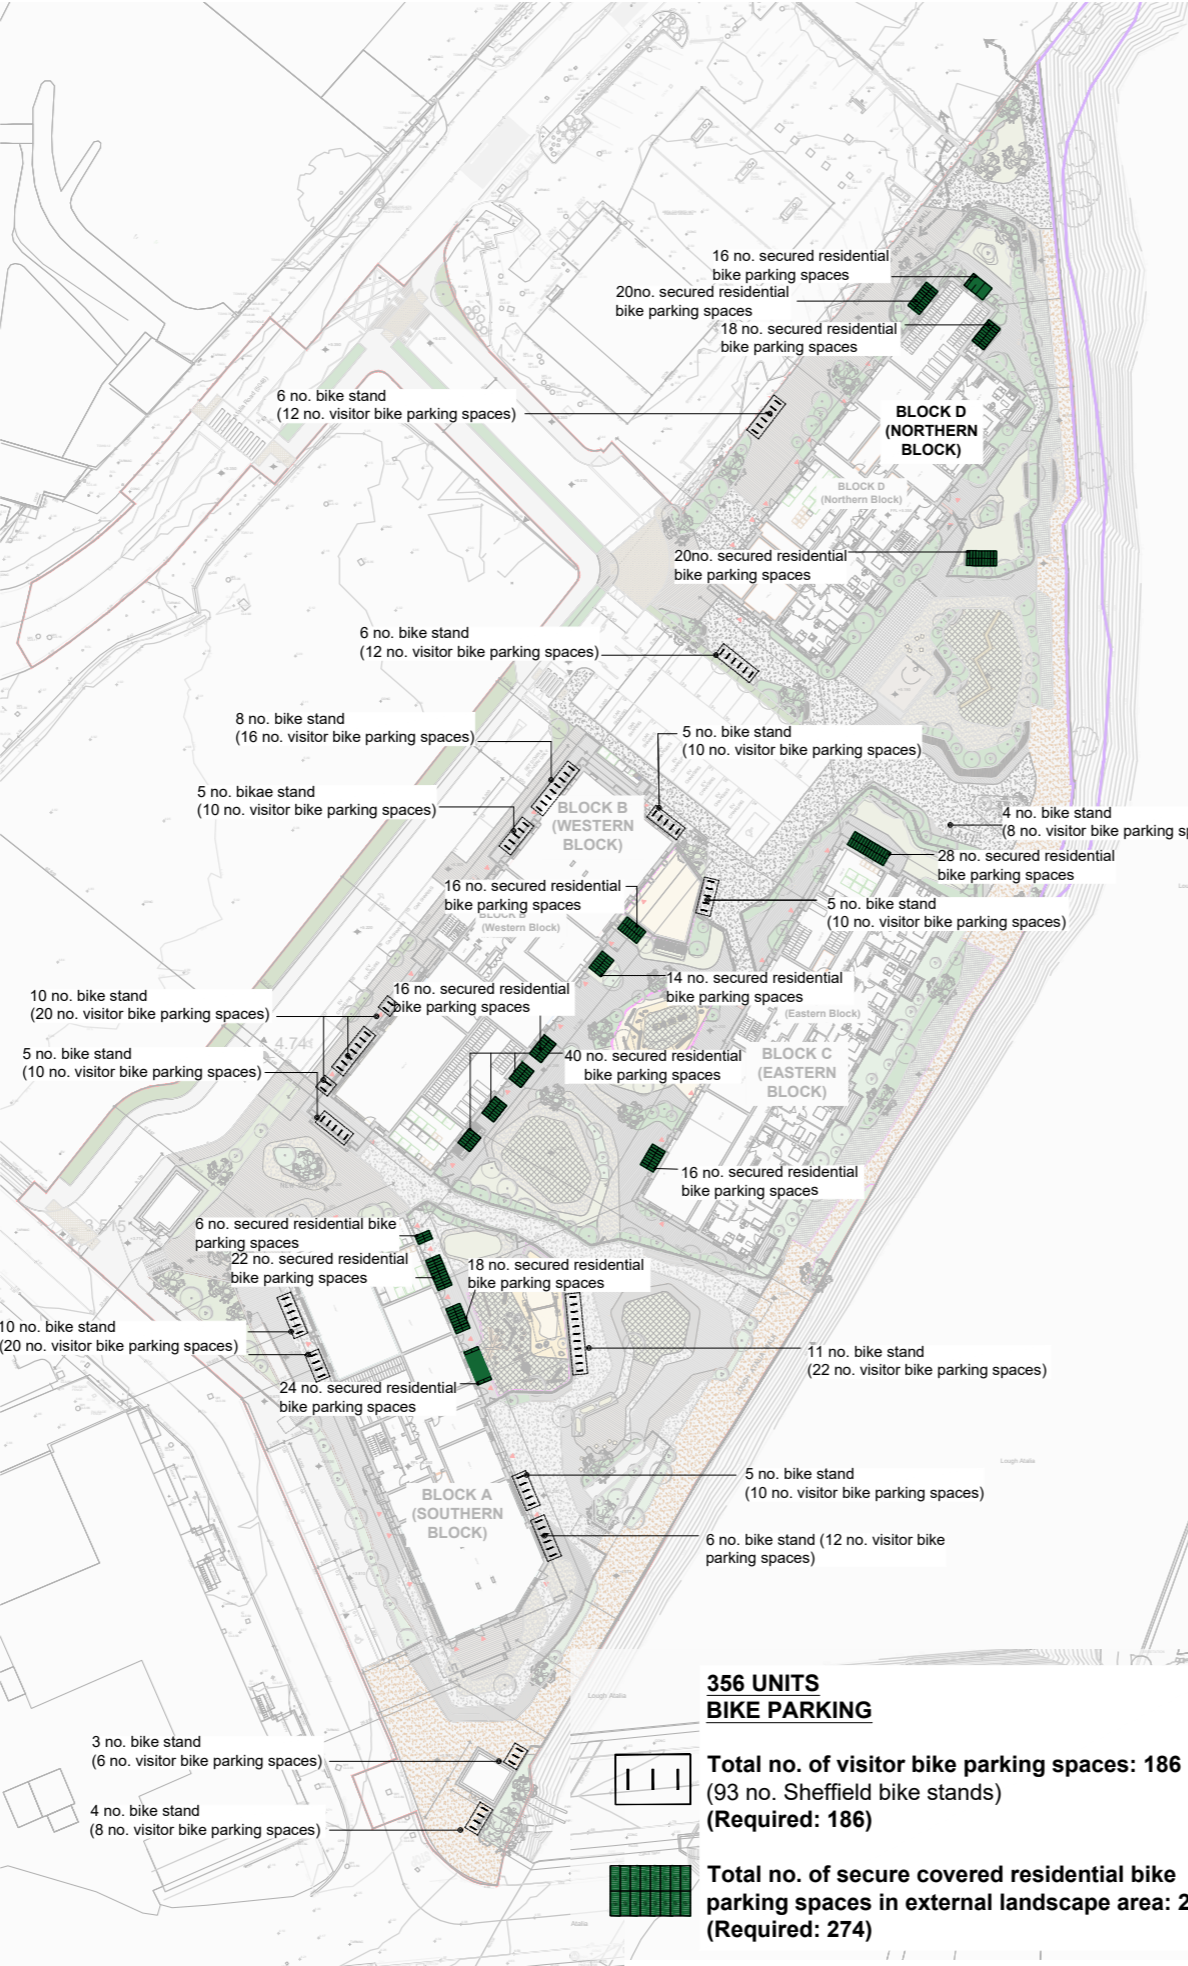 16 no. secured residential
bike parking spaces
20no. secured residential
bike parking spaces
18 no. secured residential
bike parking spaces
6 no. bike stand
(12 no. visitor bike parking spaces)
BLOCK D
(NORTHERN
BLOCK)
BLOCK D
(Northern Block)
20no. secured residential
bike parking spaces
6 no. bike stand
(12 no. visitor bike parking spaces)
8 no. bike stand
(16 no. visitor bike parking spaces)
5 no. bike stand
(10 no. visitor bike parking spaces)
5 no. bikae stand
(10 no. visitor bike parking spaces)
BLOCK B
(WESTERN
BLOCK)
4 no. bike stand
(8 no. visitor bike parking sp
28 no. secured residential
bike parking spaces
16 no. secured residential
bike parking spaces
BLOCK B
(Western Block)
5 no. bike stand
(10 no. visitor bike parking spaces)
14 no. secured residential
bike parking spaces
16 no. secured residential
bike parking spaces
10 no. bike stand
(20 no. visitor bike parking spaces)
(Eastern Block)
4.74
5 no. bike stand
(10 no. visitor bike parking spaces)
40 no. secured residential
bike parking spaces
BLOCK C
(EASTERN
BLOCK)
16 no. secured residential
bike parking spaces
3.515
6 no. secured residential bike
parking spaces
22 no. secured residential
bike parking spaces
18 no. secured residential
bike parking spaces
10 no. bike stand
(20 no. visitor bike parking spaces)
11 no. bike stand
(22 no. visitor bike parking spaces)
24 no. secured residential
bike parking spaces
Lough Atalia
5 no. bike stand
(10 no. visitor bike parking spaces)
BLOCK A
(SOUTHERN
BLOCK)
6 no. bike stand (12 no. visitor bike
parking spaces)
Lough Atalia
3 no. bike stand
(6 no. visitor bike parking spaces)
4 no. bike stand
(8 no. visitor bike parking spaces)
356 UNITS
BIKE PARKING
Total no. of visitor bike parking spaces: 186
(93 no. Sheffield bike stands)
(Required: 186)
Total no. of secure covered residential bike
parking spaces in external landscape area: 2
(Required: 274)
Atalia